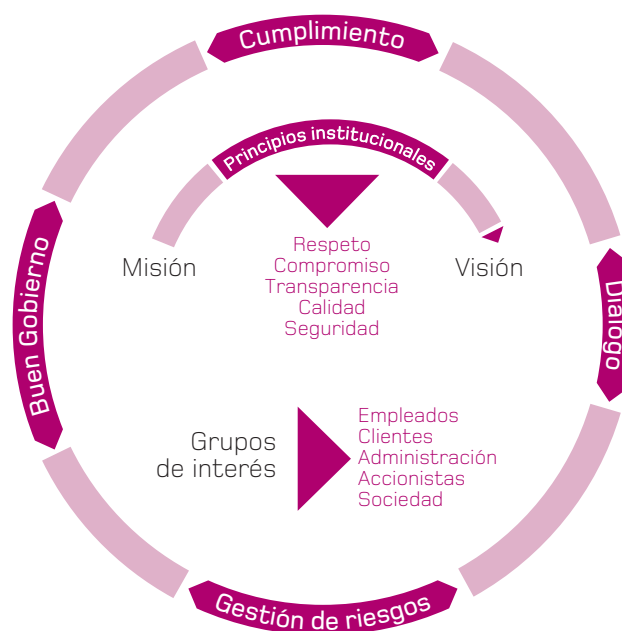 Cumplimiento
Principios institucionales
Respeto
Compromiso
Transparencia
Calidad
Seguridad
Misión
Visión
Buen Gobierno
Diálogo
Grupos
de interés
Empleados
Clientes
Administración
Accionistas
Sociedad
Gestión de riesgos